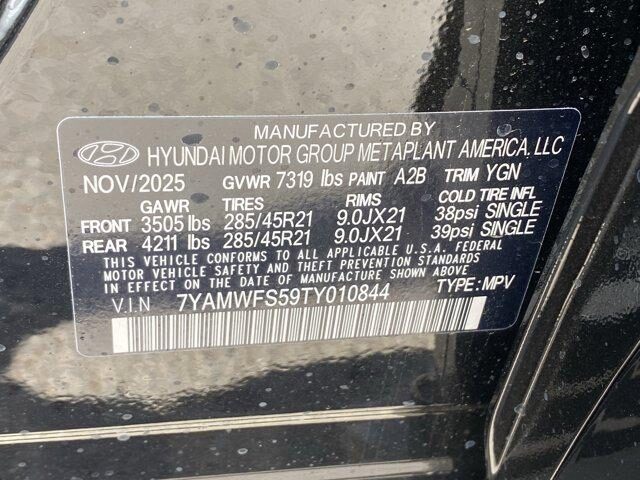 MANUFACTURED BY
HYUNDAI MOTOR GROUP METAPLANT AMERICA, LLC
NOV/2025 GVWR 7319 lbs PAINT A2B TRIM YGN
GAWR TIRES RIMS COLD TIRE INFL
FRONT 3505 lbs 285/45R21 9.0JX21 38psi SINGLE
REAR 4211 lbs 285/45R21 9.0JX21 39psi SINGLE
THIS VEHICLE CONFORMS TO ALL APPLICABLE U.S.A. FEDERAL
MOTOR VEHICLE SAFETY AND THEFT PREVENTION STANDARDS
IN EFFECT ON THE DATE OF MANUFACTURE SHOWN ABOVE.
V.I.N 7YAMWFS59TY010844 TYPE: MPV